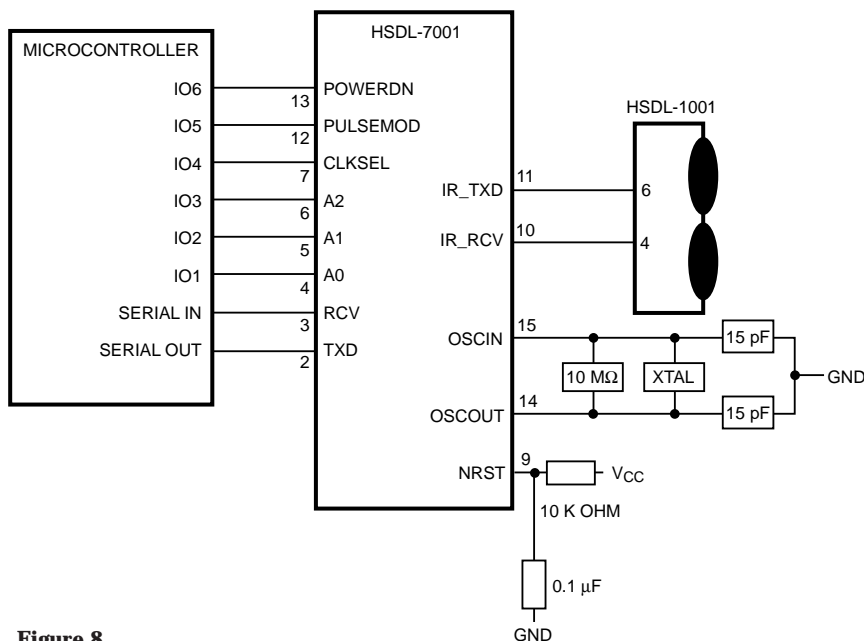 HSDL-7001
MICROCONTROLLER
IO6
13
POWERDN
IO5
12
PULSEMOD
IO4
7
CLKSEL
IO3
6
A2
IO2
5
A1
IO1
4
A0
SERIAL IN
3
RCV
SERIAL OUT
2
TXD
HSDL-1001
IR_TXD
11
6
IR_RCV
10
4
OSCIN
15
15 pF
10 MΩ
XTAL
GND
OSCOUT
14
15 pF
NRST
9
VCC
10 K OHM
0.1 μF
GND
Figure 8